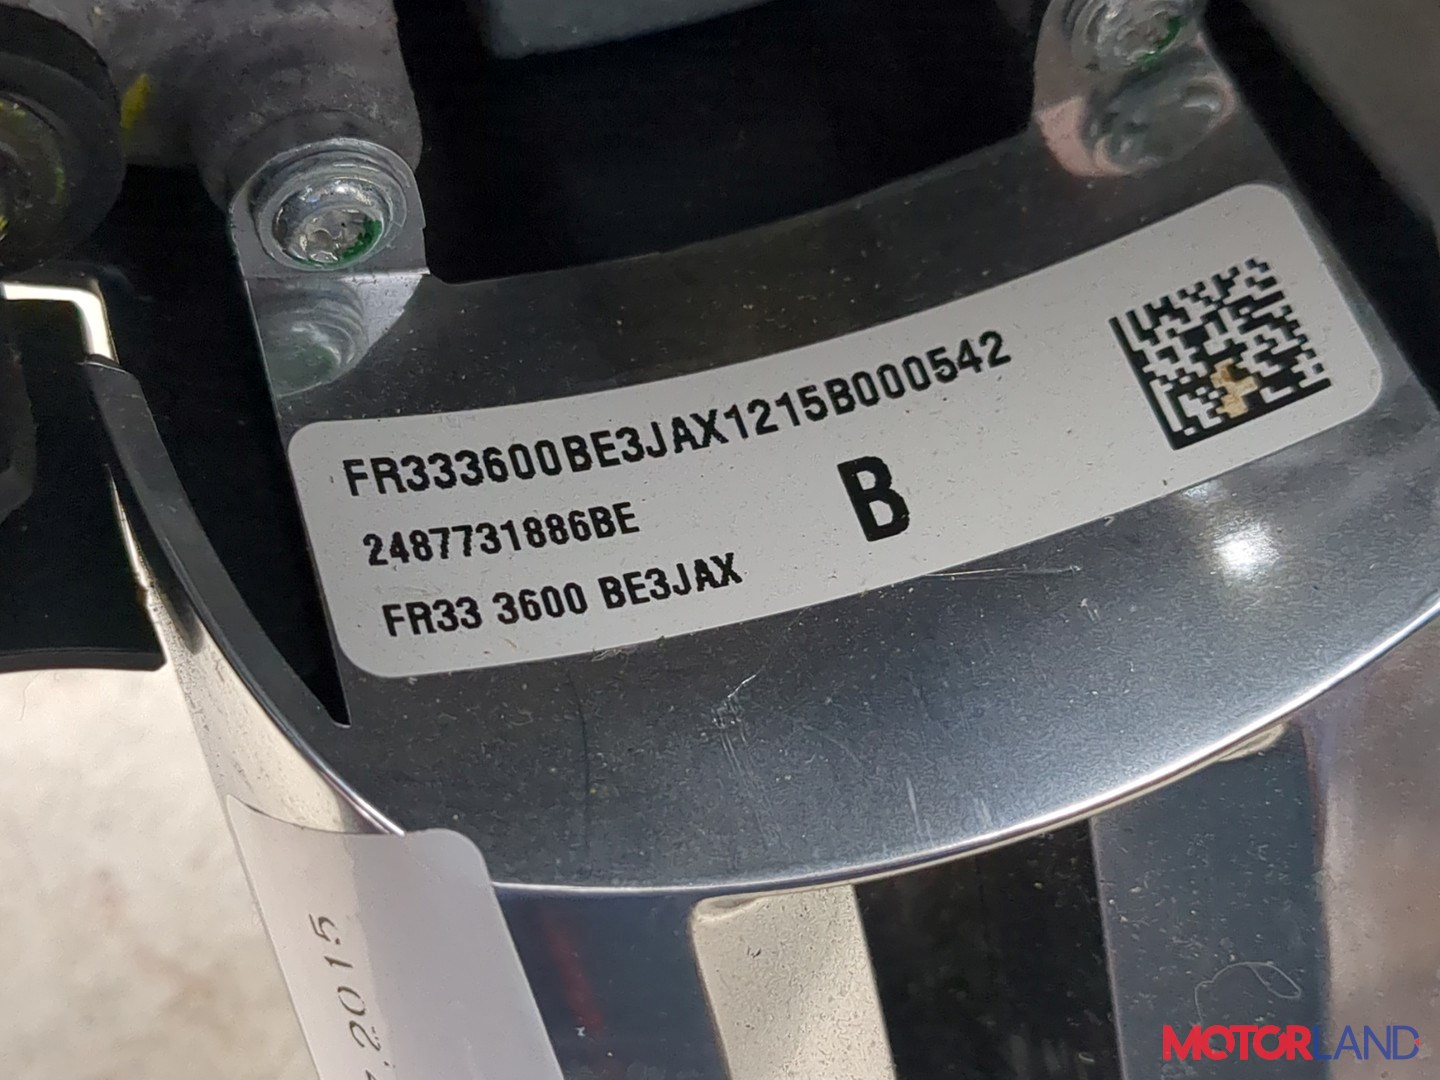 FR333600BE3JAX1215B000542
2487731886BE
B
FR33 3600 BE3JAX
.2015
MOTORLAND